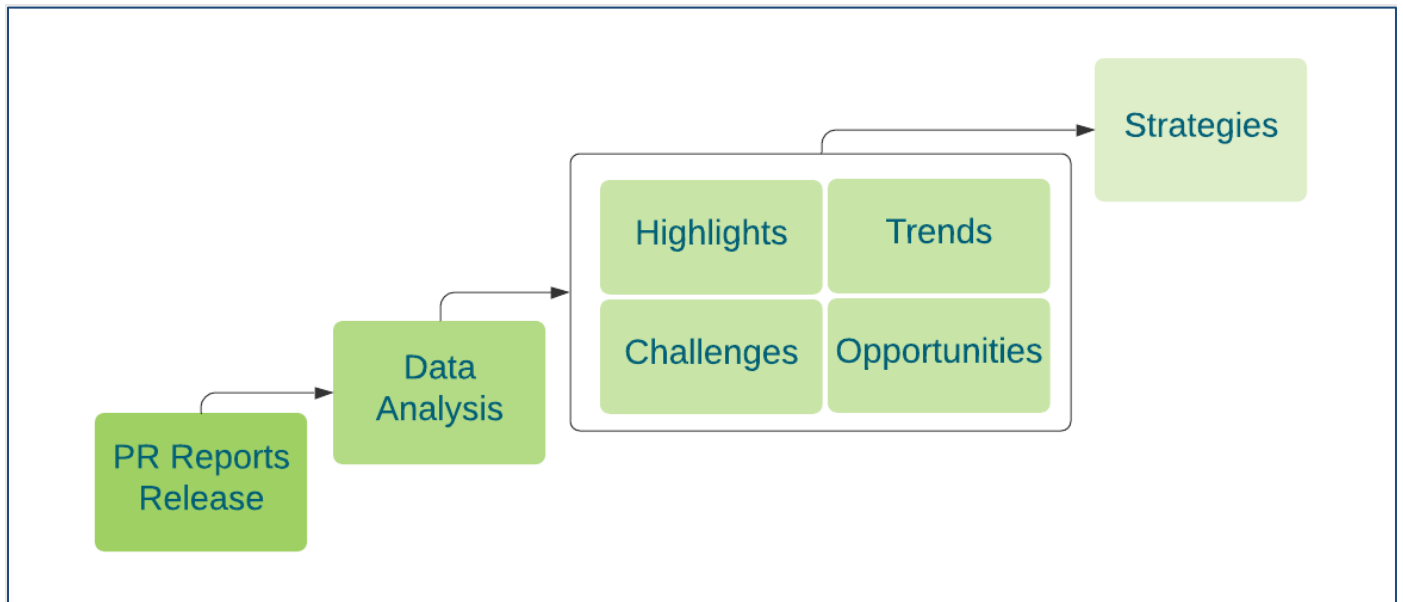 PR Reports
Release
Data
Analysis
Highlights
Trends
Challenges
Opportunities
Strategies